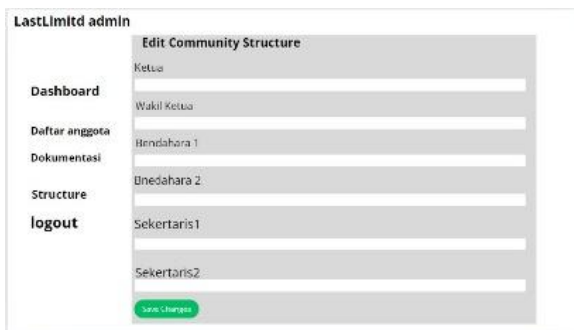 LastLimitd admin
Edit Community Structure
Ketua
Dashboard
Wakil Ketua
Daftar anggota
Bendahara 1
Dokumentasi
Bnedahara 2
Structure
logout
Sekertaris1
Sekertaris2
Save Changes